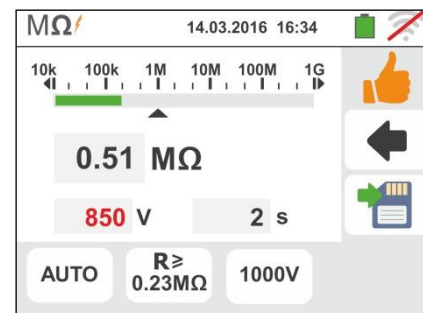 MΩ 14.03.2016 16:34
10k 100k 1M 10M 100M 1G
0.51 MΩ
850 V 2 s
AUTO R≥ 0.23MΩ 1000V